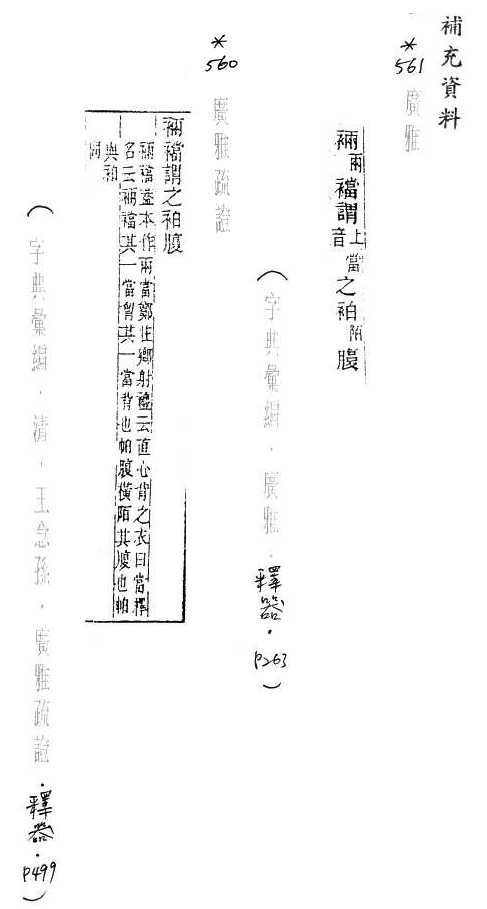 補充資料
*561 廣雅
裲兩襠謂上當音之袙陌腹
(字典彙編．廣雅．釋器．P263)
*560 廣雅疏證
裲襠謂之袙腹
裲襠蓋本作兩當鄭注鄉射禮云直心背之衣曰當釋
名云裲襠其一當胷其一當背也帕腹橫陌其腹也帕
與袙
同
(字典彙編．清．王念孫．廣雅疏證．釋器．P499)